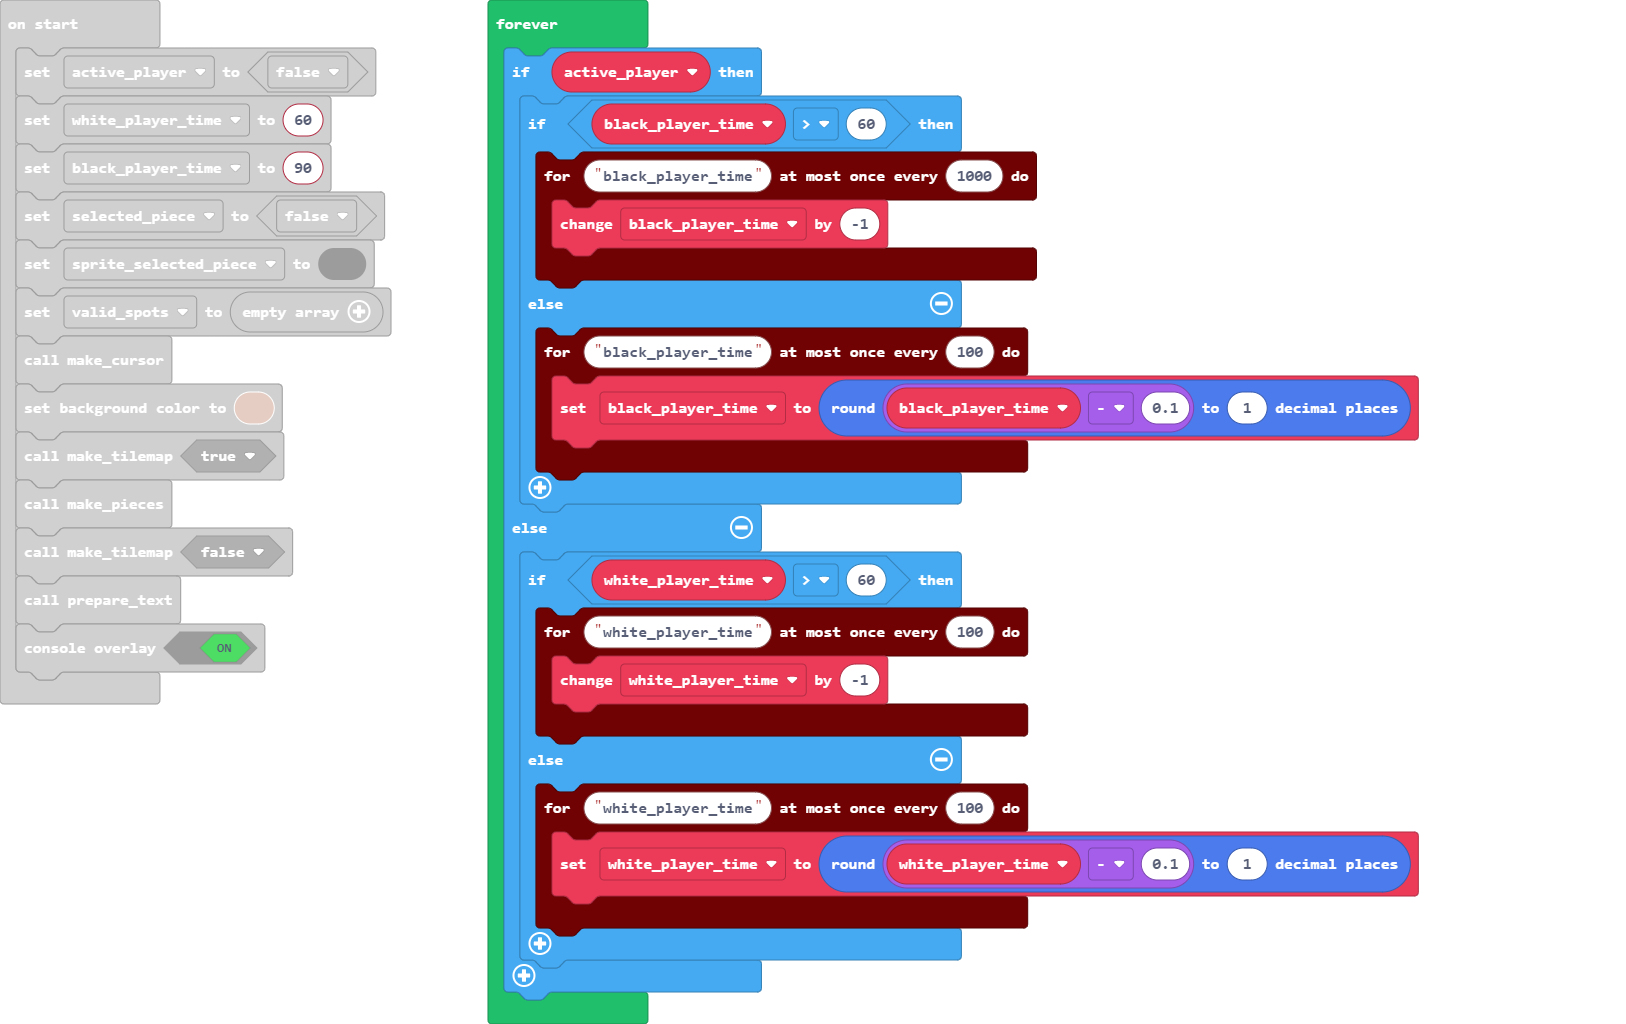 on start
set active_player to false
set white_player_time to 60
set black_player_time to 90
set selected_piece to false
set sprite_selected_piece to
set valid_spots to empty array
call make_cursor
set background color to
call make_tilemap true
call make_pieces
call make_tilemap false
call prepare_text
console overlay ON
forever
if active_player then
if black_player_time > 60 then
for "black_player_time" at most once every 1000 do
change black_player_time by -1
else
for "black_player_time" at most once every 100 do
set black_player_time to round black_player_time - 0.1 to 1 decimal places
else
if white_player_time > 60 then
for "white_player_time" at most once every 100 do
change white_player_time by -1
else
for "white_player_time" at most once every 100 do
set white_player_time to round white_player_time - 0.1 to 1 decimal places